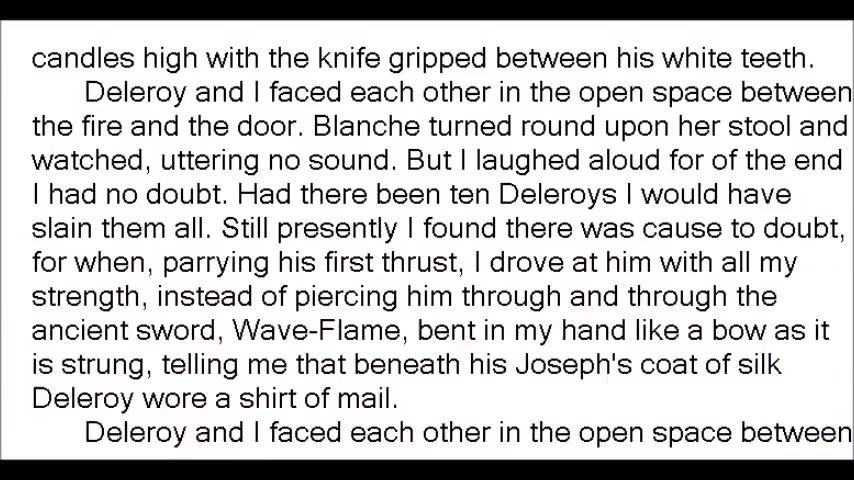 candles high with the knife gripped between his white teeth.
Deleroy and I faced each other in the open space between
the fire and the door. Blanche turned round upon her stool and
watched, uttering no sound. But I laughed aloud for of the end
I had no doubt. Had there been ten Deleroys I would have
slain them all. Still presently I found there was cause to doubt,
for when, parrying his first thrust, I drove at him with all my
strength, instead of piercing him through and through the
ancient sword, Wave-Flame, bent in my hand like a bow as it
is strung, telling me that beneath his Joseph's coat of silk
Deleroy wore a shirt of mail.
Deleroy and I faced each other in the open space between